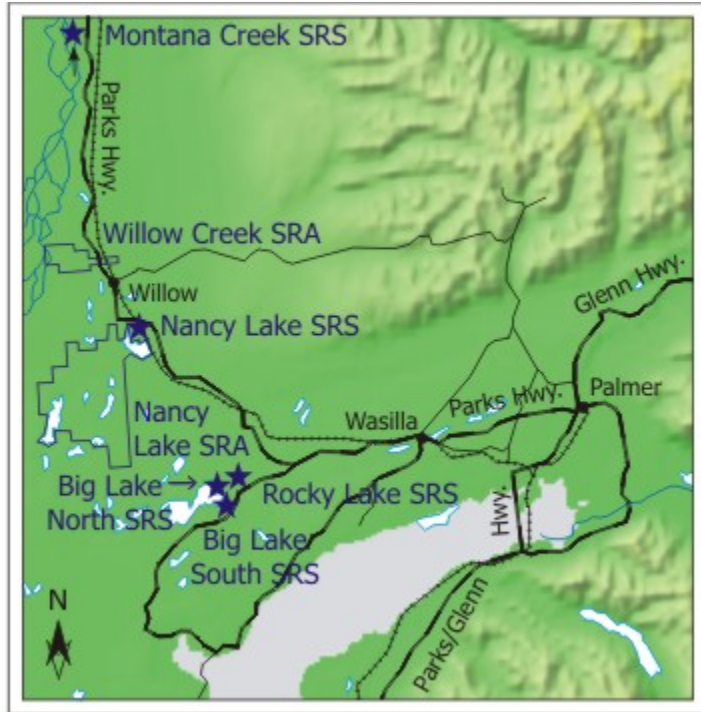 Montana Creek SRS
Parks Hwy.
Willow Creek SRA
Willow
Glenn Hwy.
Nancy Lake SRS
Palmer
Parks Hwy.
Wasilla
Nancy
Lake SRA
Big Lake
North SRS
Rocky Lake SRS
Big Lake
South SRS
Hwy.
Parks/Glenn
N